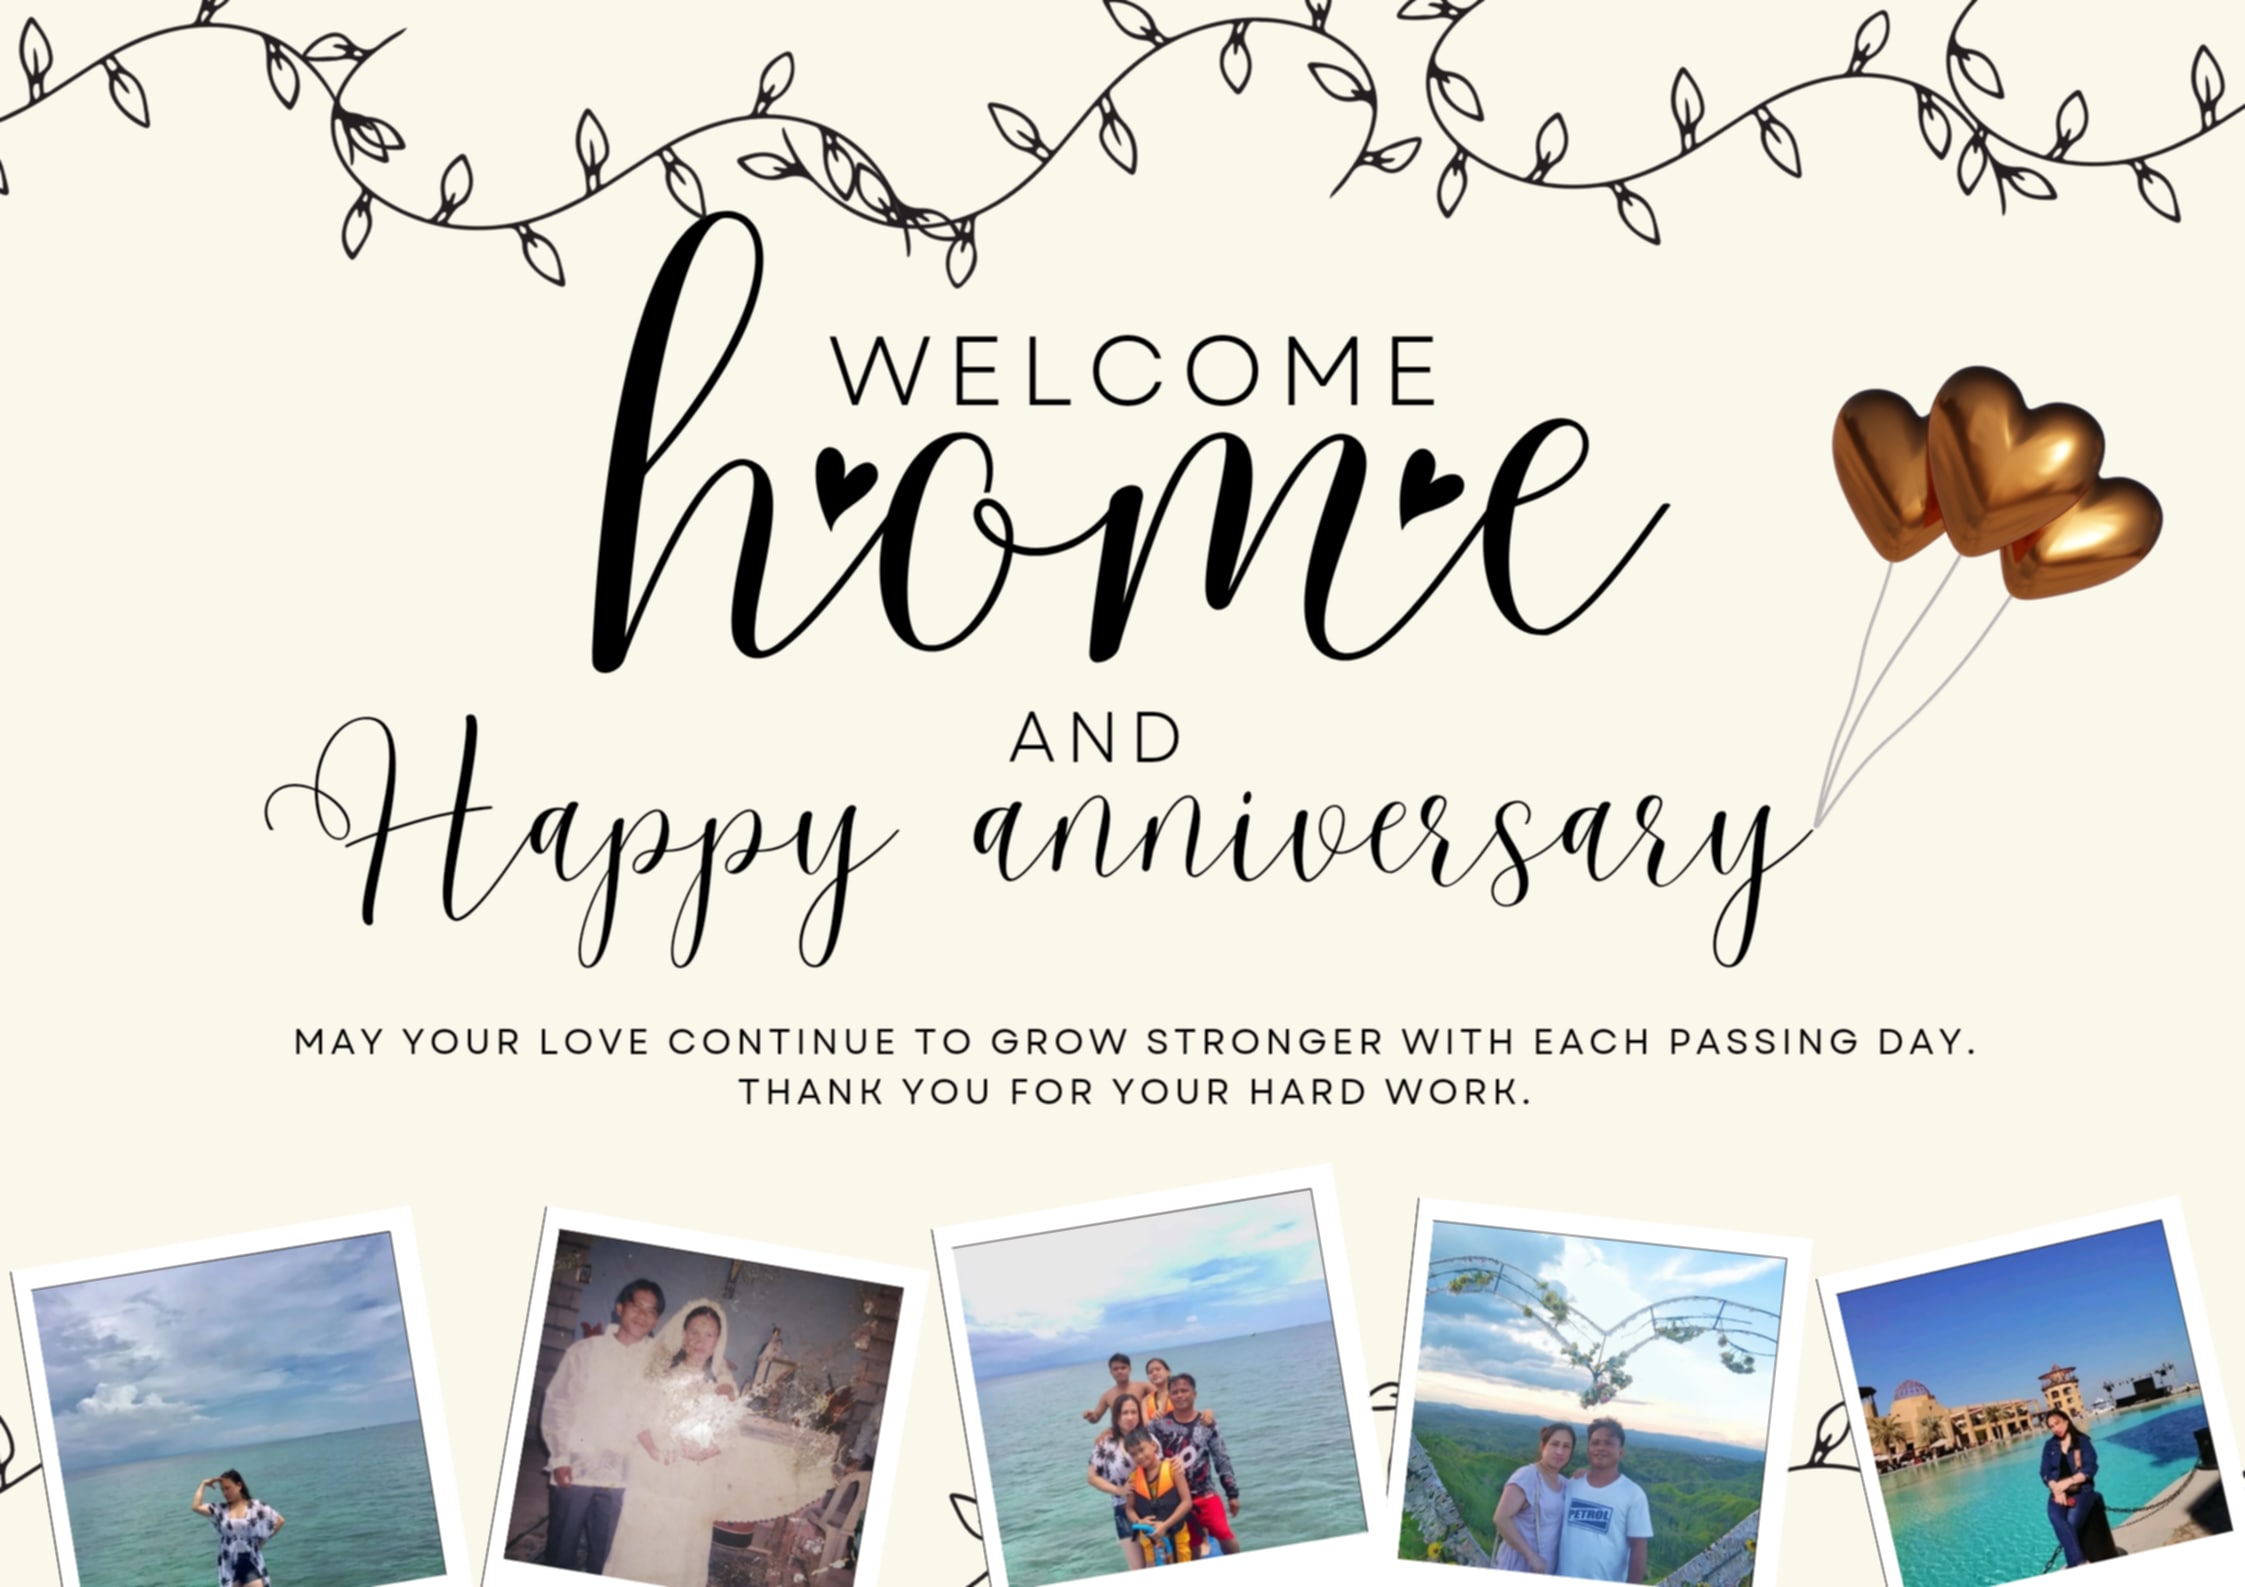 WELCOME
home
AND
Happy anniversary
MAY YOUR LOVE CONTINUE TO GROW STRONGER WITH EACH PASSING DAY.
THANK YOU FOR YOUR HARD WORK.
PETROL